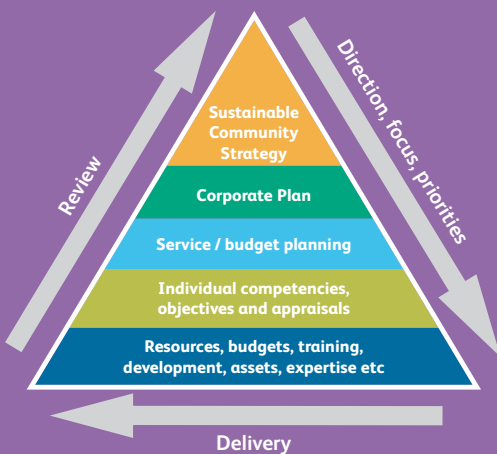 Review
Direction, focus, priorities
Sustainable
Community
Strategy
Corporate Plan
Service / budget planning
Individual competencies,
objectives and appraisals
Resources, budgets, training,
development, assets, expertise etc
Delivery